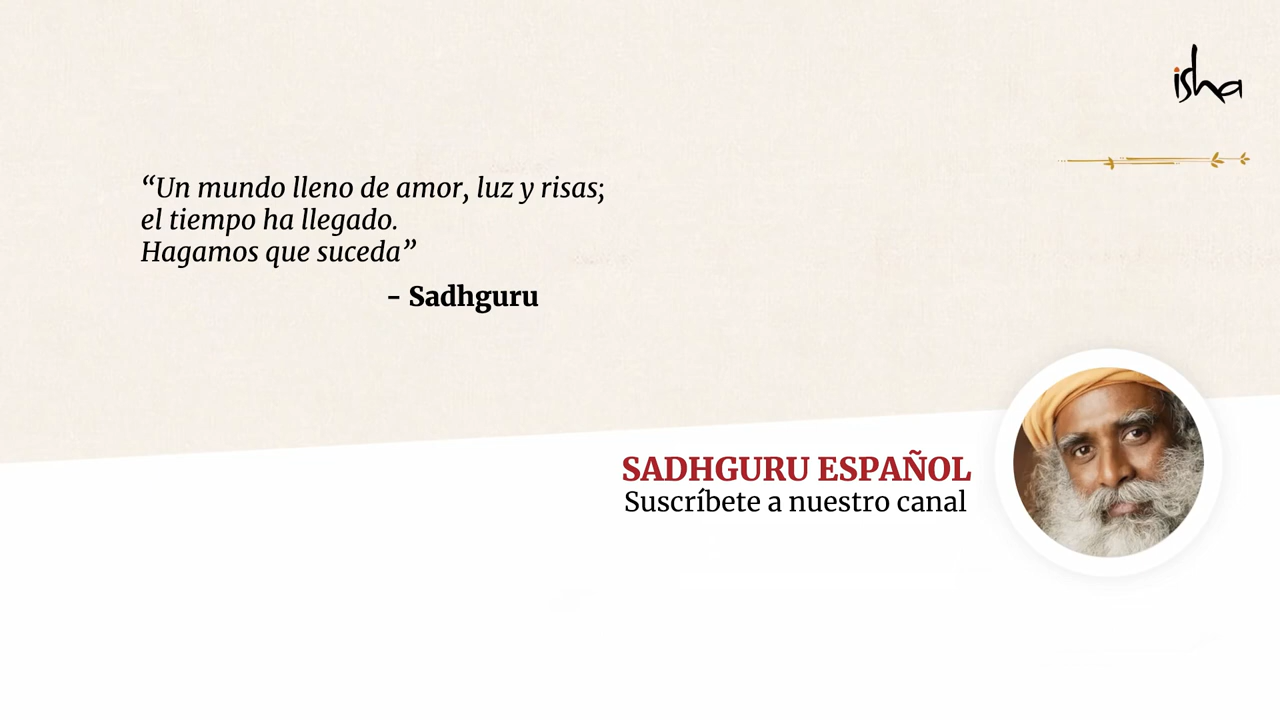 isha
“Un mundo lleno de amor, luz y risas;
el tiempo ha llegado.
Hagamos que suceda”
- Sadhguru
SADHGURU ESPAÑOL
Suscríbete a nuestro canal